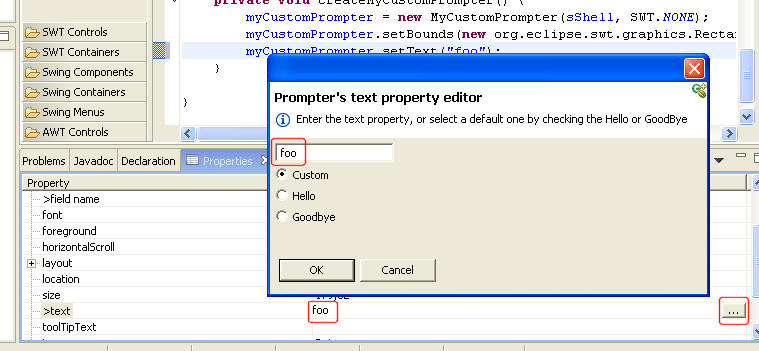 private void createMyCustomPrompter() {
myCustomPrompter = new MyCustomPrompter(sShell, SWT.NONE);
myCustomPrompter.setBounds(new org.eclipse.swt.graphics.Recta
myCustomPrompter.setText("foo");
}
}
SWT Controls
SWT Containers
Swing Components
Swing Containers
Swing Menus
AWT Controls
Prompter's text property editor
Enter the text property, or select a default one by checking the Hello or GoodBye
foo
Custom
Hello
Goodbye
OK
Cancel
Problems
Javadoc
Declaration
Properties
Property
>field name
font
foreground
horizontalScroll
layout
location
size
>text
foo
...
toolTipText